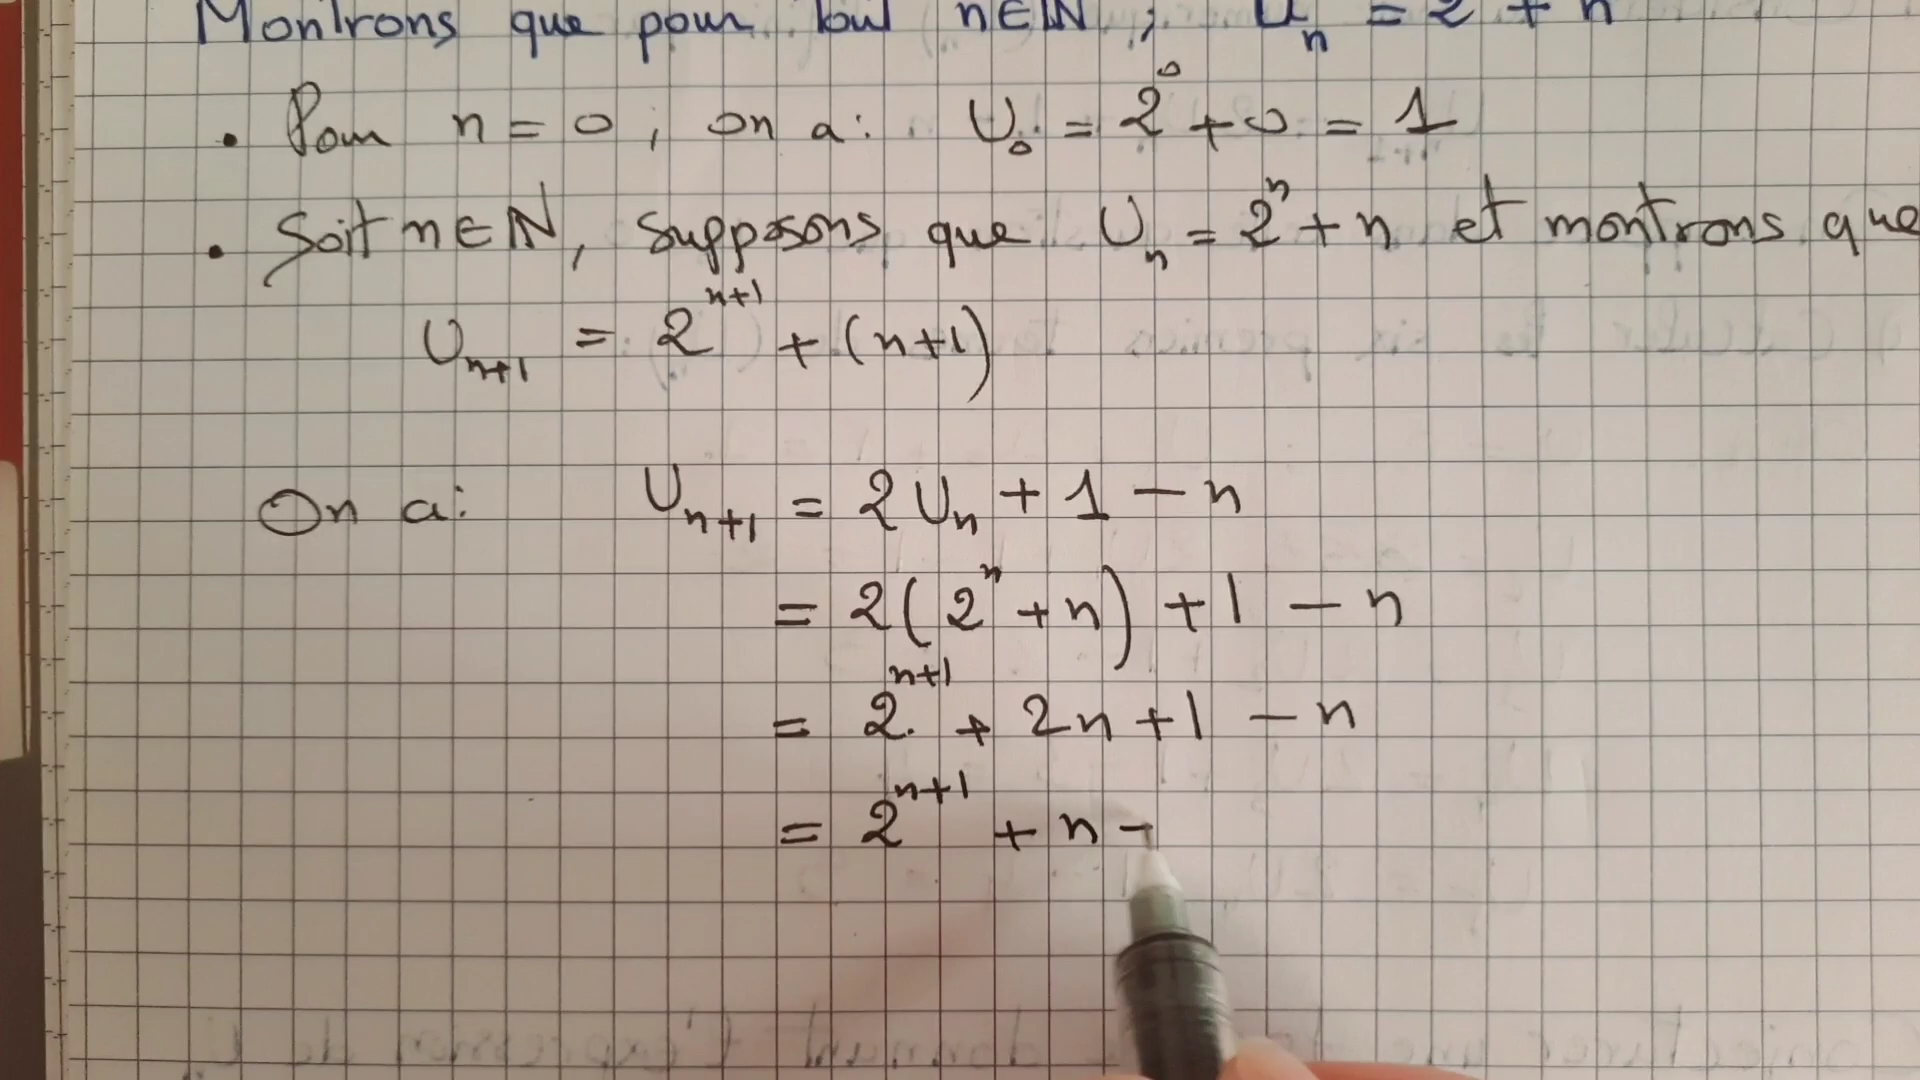 Montrons que pour tout n∈ℕ ; Uₙ = 2 + n
. Pour n = 0 ; on a : U₀ = 2⁰ + 0 = 1
. Soit n∈ℕ, supposons que Uₙ = 2ⁿ + n et montrons que
Uₙ₊₁ = 2ⁿ⁺¹ + (n+1)
On a : Uₙ₊₁ = 2Uₙ + 1 − n
= 2(2ⁿ + n) + 1 − n
= 2ⁿ⁺¹ + 2n + 1 − n
= 2ⁿ⁺¹ + n -